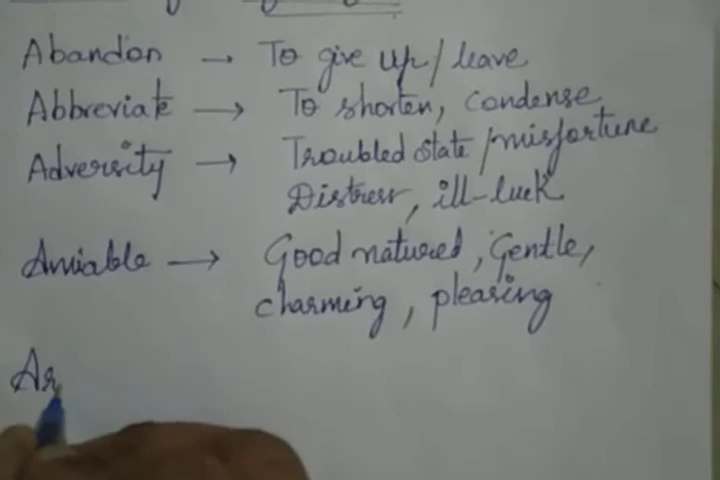 Abandon → To give up/leave
Abbreviate → To shorten, condense
Adversity → Troubled state/misfortune
Distress, ill-luck
Amiable → Good natured, Gentle,
charming, pleasing
Ar